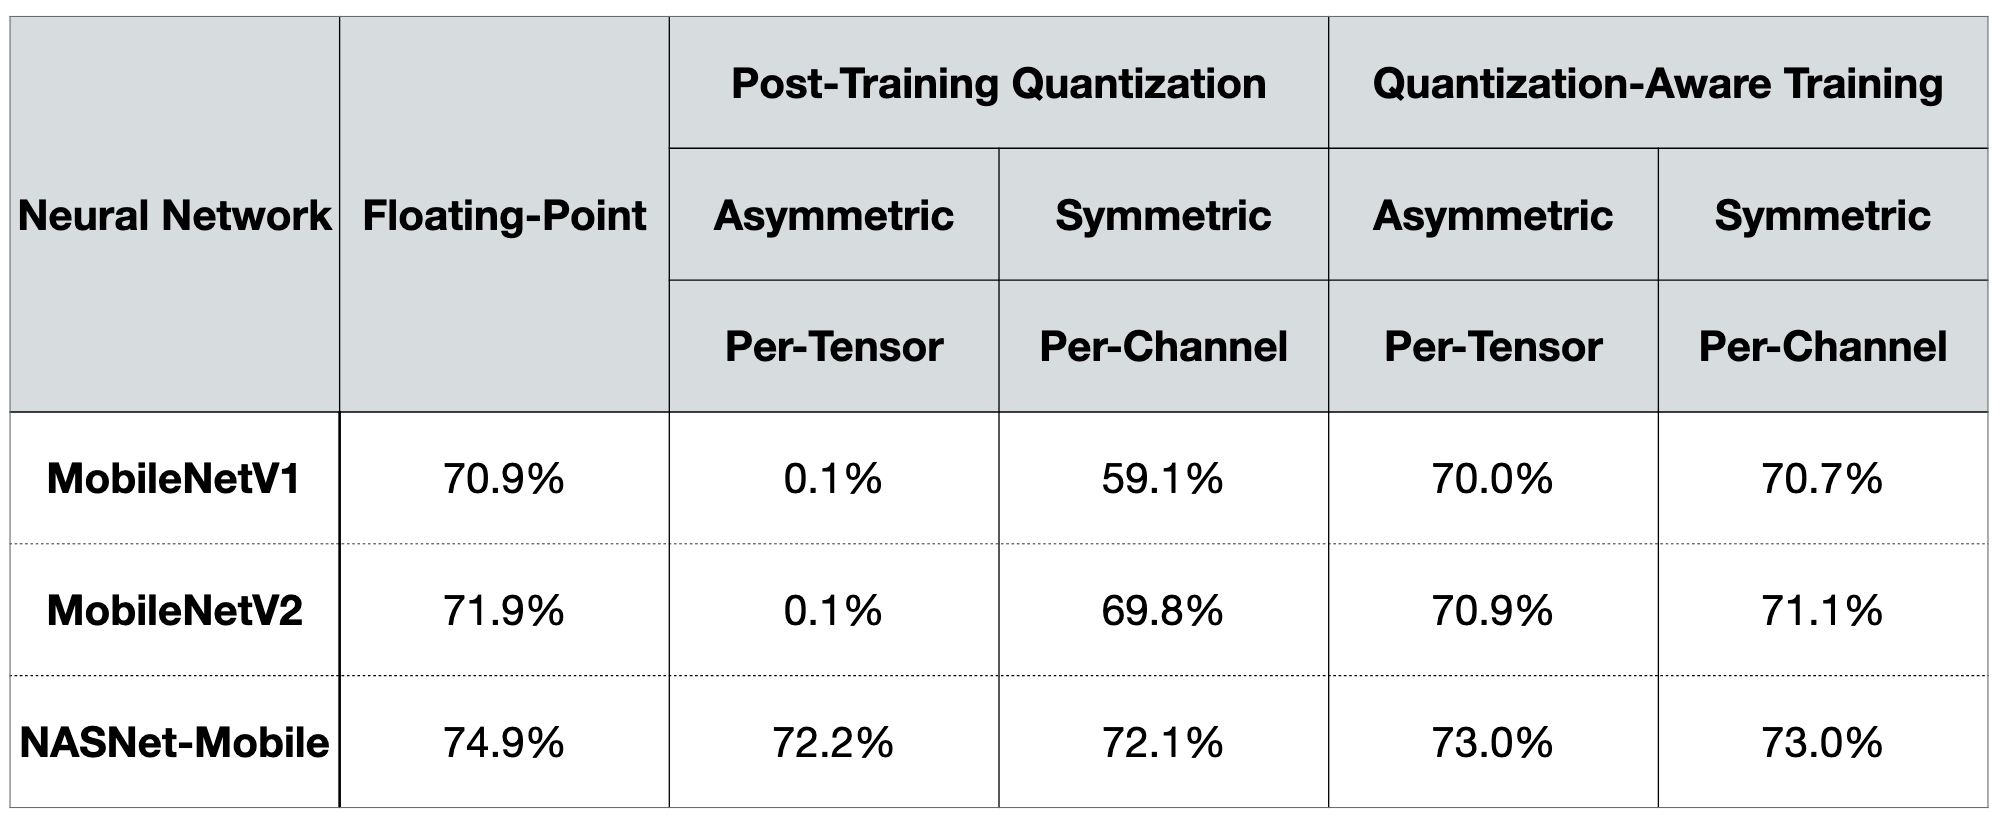 Post-Training Quantization Quantization-Aware Training
Neural Network Floating-Point Asymmetric Symmetric Asymmetric Symmetric
Per-Tensor Per-Channel Per-Tensor Per-Channel
MobileNetV1 70.9% 0.1% 59.1% 70.0% 70.7%
MobileNetV2 71.9% 0.1% 69.8% 70.9% 71.1%
NASNet-Mobile 74.9% 72.2% 72.1% 73.0% 73.0%